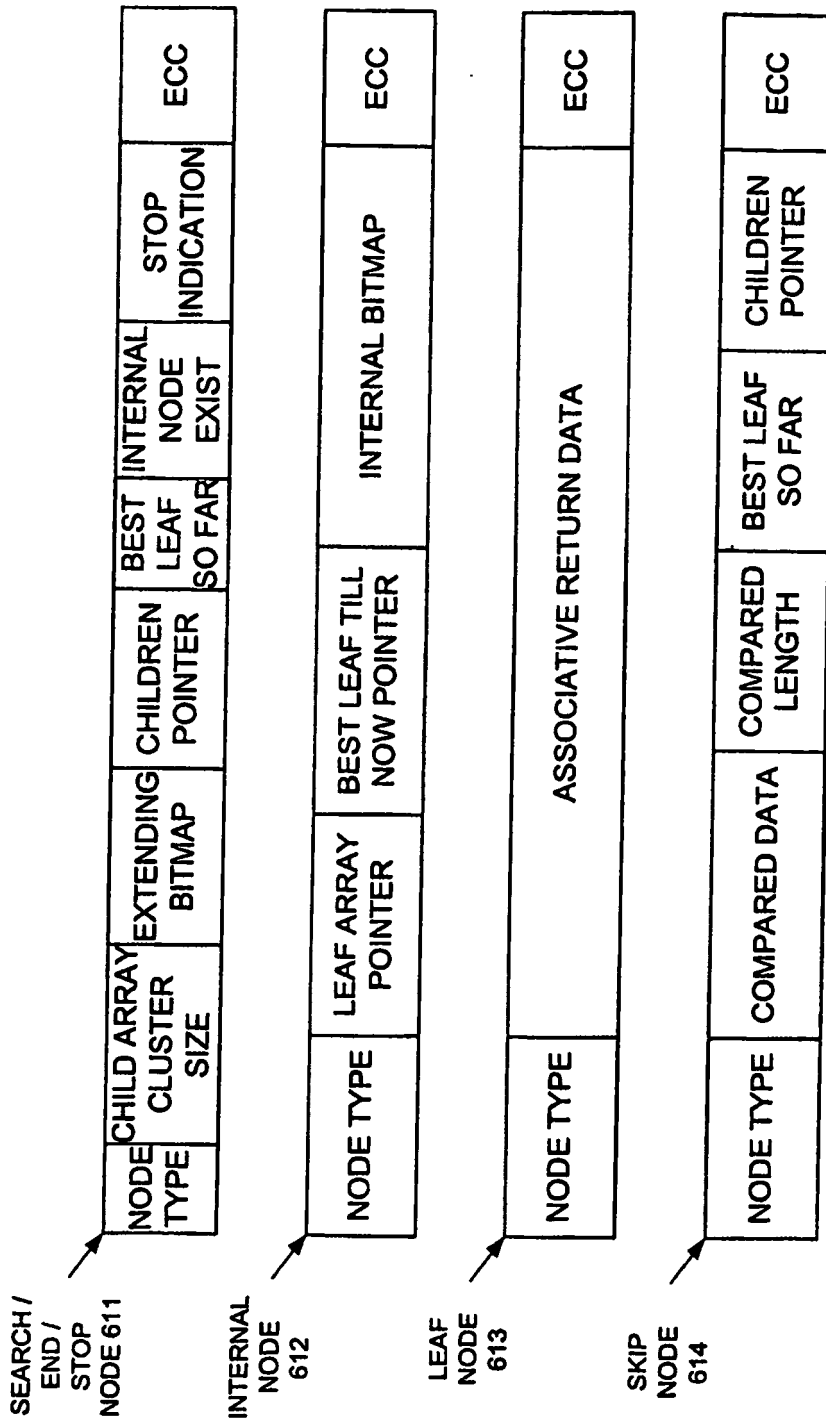 SEARCH /
END /
STOP
NODE 611
NODE
TYPE
CHILD ARRAY
CLUSTER
SIZE
EXTENDING
BITMAP
CHILDREN
POINTER
BEST
LEAF
SO FAR
INTERNAL
NODE
EXIST
STOP
INDICATION
ECC
INTERNAL
NODE
612
NODE TYPE
LEAF ARRAY
POINTER
BEST LEAF TILL
NOW POINTER
INTERNAL BITMAP
ECC
LEAF
NODE
613
NODE TYPE
ASSOCIATIVE RETURN DATA
ECC
SKIP
NODE
614
NODE TYPE
COMPARED DATA
COMPARED
LENGTH
BEST LEAF
SO FAR
CHILDREN
POINTER
ECC